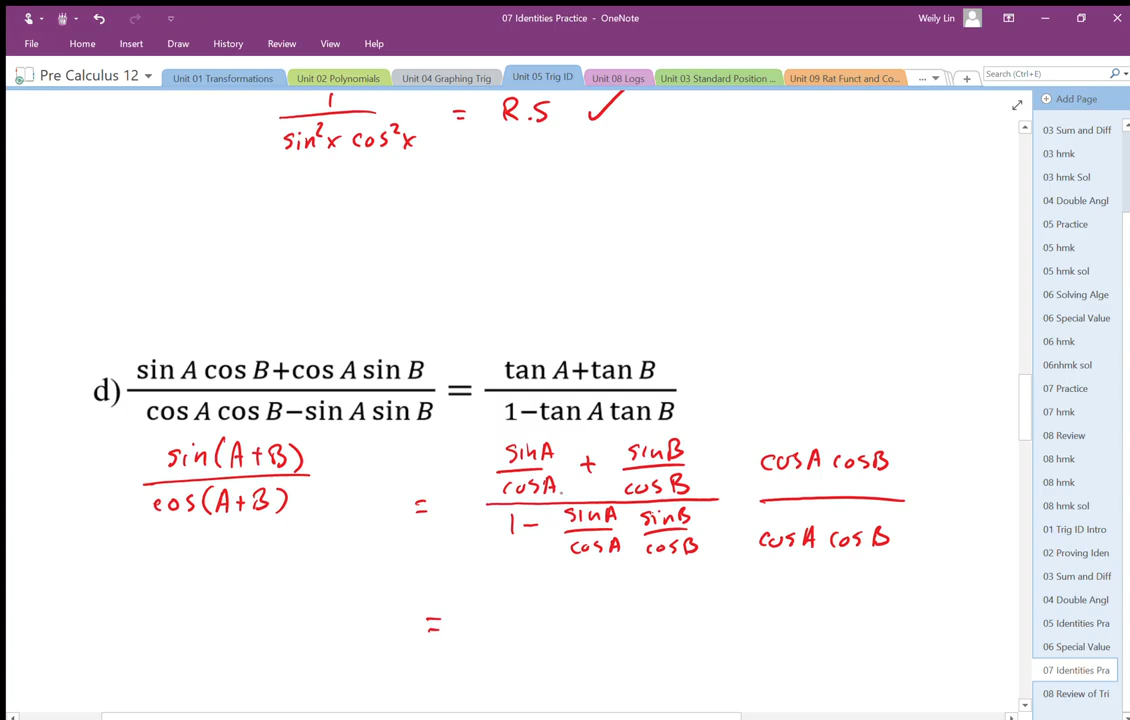 07 Identities Practice - OneNote
Weily Lin
File Home Insert Draw History Review View Help
Pre Calculus 12
Unit 01 Transformations Unit 02 Polynomials Unit 04 Graphing Trig Unit 05 Trig ID Unit 08 Logs Unit 03 Standard Position ... Unit 09 Rat Funct and Co... ...
Search (Ctrl+E)
Add Page
03 Sum and Diff
03 hmk
03 hmk Sol
04 Double Angl
05 Practice
05 hmk
05 hmk sol
06 Solving Alge
06 Special Value
06 hmk
06nhmk sol
07 Practice
07 hmk
08 Review
08 hmk
08 hmk
08 hmk sol
01 Trig ID Intro
02 Proving Iden
03 Sum and Diff
04 Double Angl
05 Identities Pra
06 Special Value
07 Identities Pra
08 Review of Tri
1
sin²x cos²x = R.S ✓
sin A cos B+cos A sin B tan A+tan B
d) =
cos A cos B−sin A sin B 1−tan A tan B
sin(A+B)
cos(A+B)
=
sinA + sinB
cosA cosB
1 - sinA sinB
cosA cosB
cosA cosB
cosA cosB
=